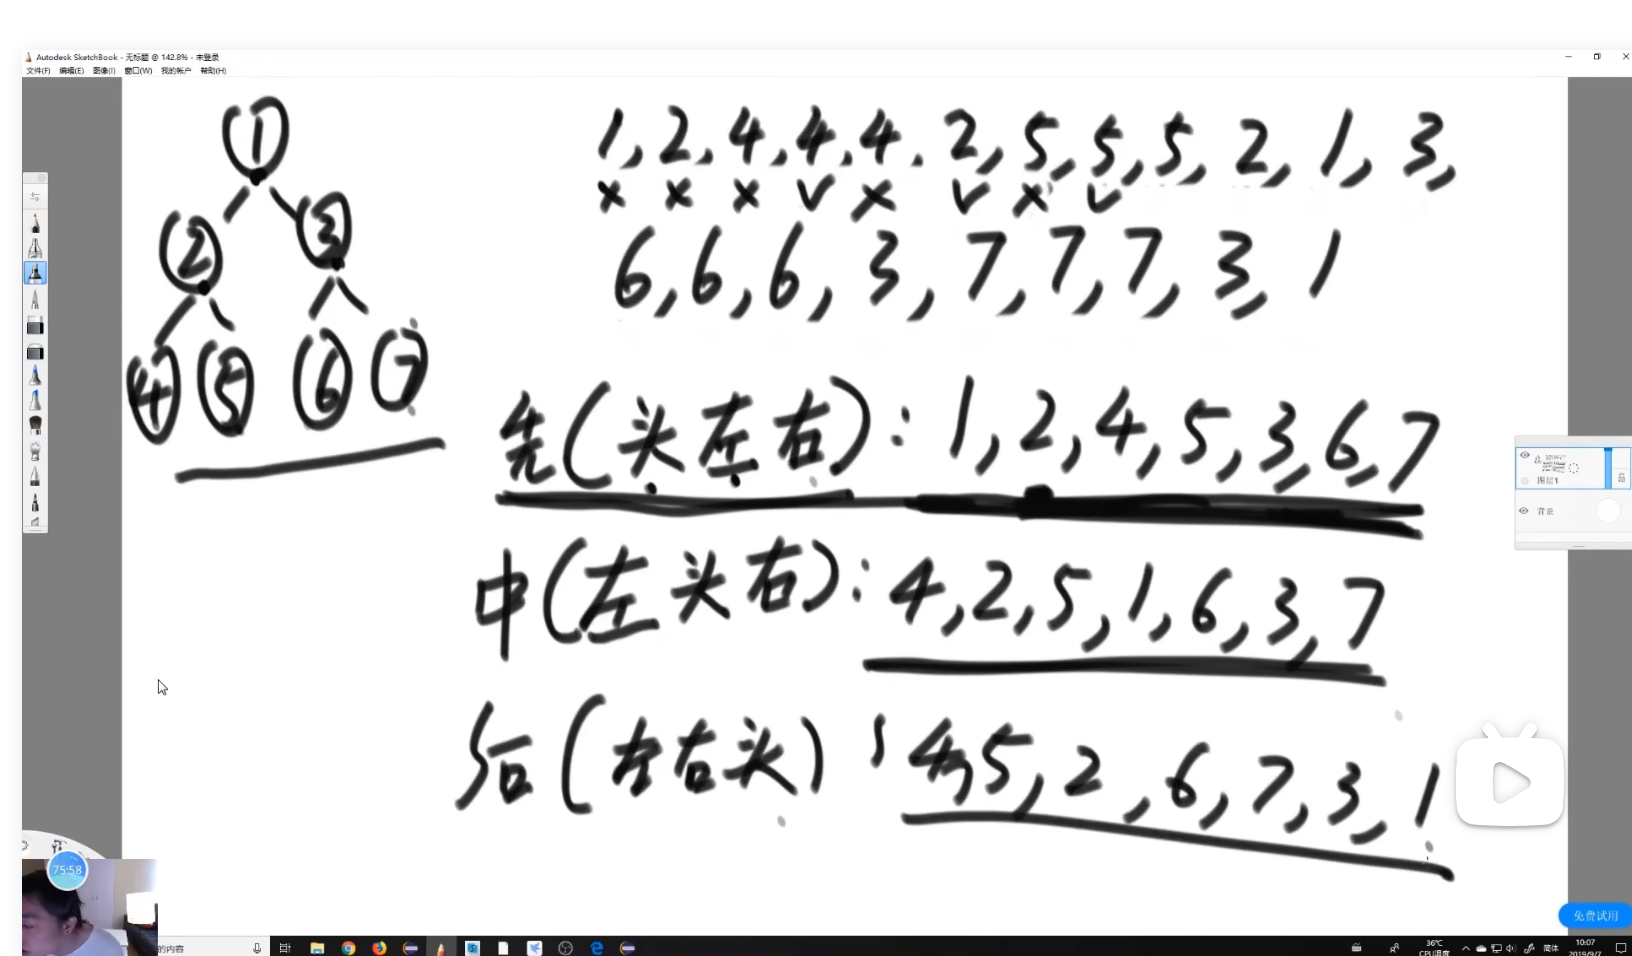 Autodesk SketchBook - 无标题 @ 142.8% - 未登录
文件(F) 编辑(E) 图像(I) 窗口(W) 我的帐户 帮助(H)
1
2 3
4 5 6 7
1,2,4,4,4,2,5,5,5,2,1,3,
x x x v x v x v
6,6,6,3,7,7,7,3,1
先(头左右):1,2,4,5,3,6,7
中(左头右):4,2,5,1,6,3,7
后(左右头):4,5,2,6,7,3,1
图层1
背景
75:58
免费试用
的内容
36℃
CPU温度
简体
10:07
2019/9/7